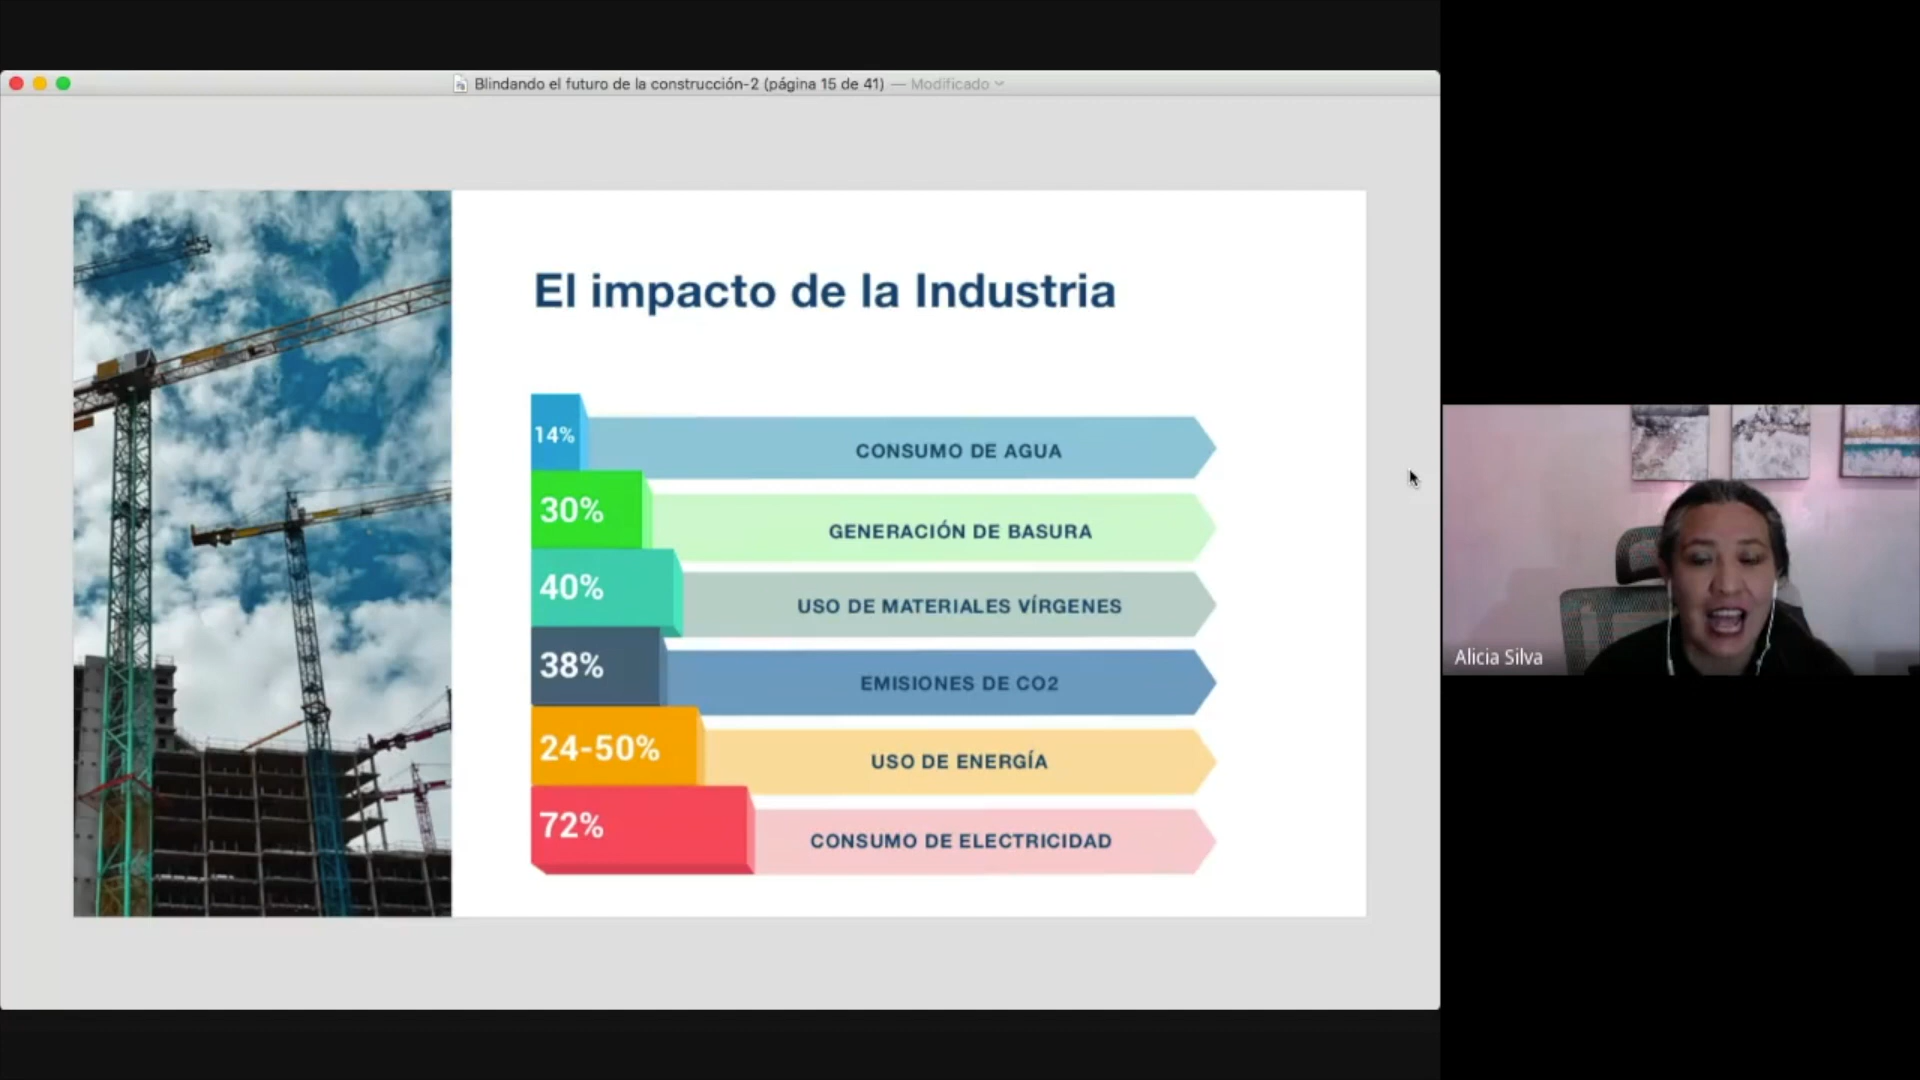 Blindando el futuro de la construcción-2 (página 15 de 41) — Modificado
El impacto de la Industria
14%
CONSUMO DE AGUA
30%
GENERACIÓN DE BASURA
40%
USO DE MATERIALES VÍRGENES
38%
EMISIONES DE CO2
24-50%
USO DE ENERGÍA
72%
CONSUMO DE ELECTRICIDAD
Alicia Silva